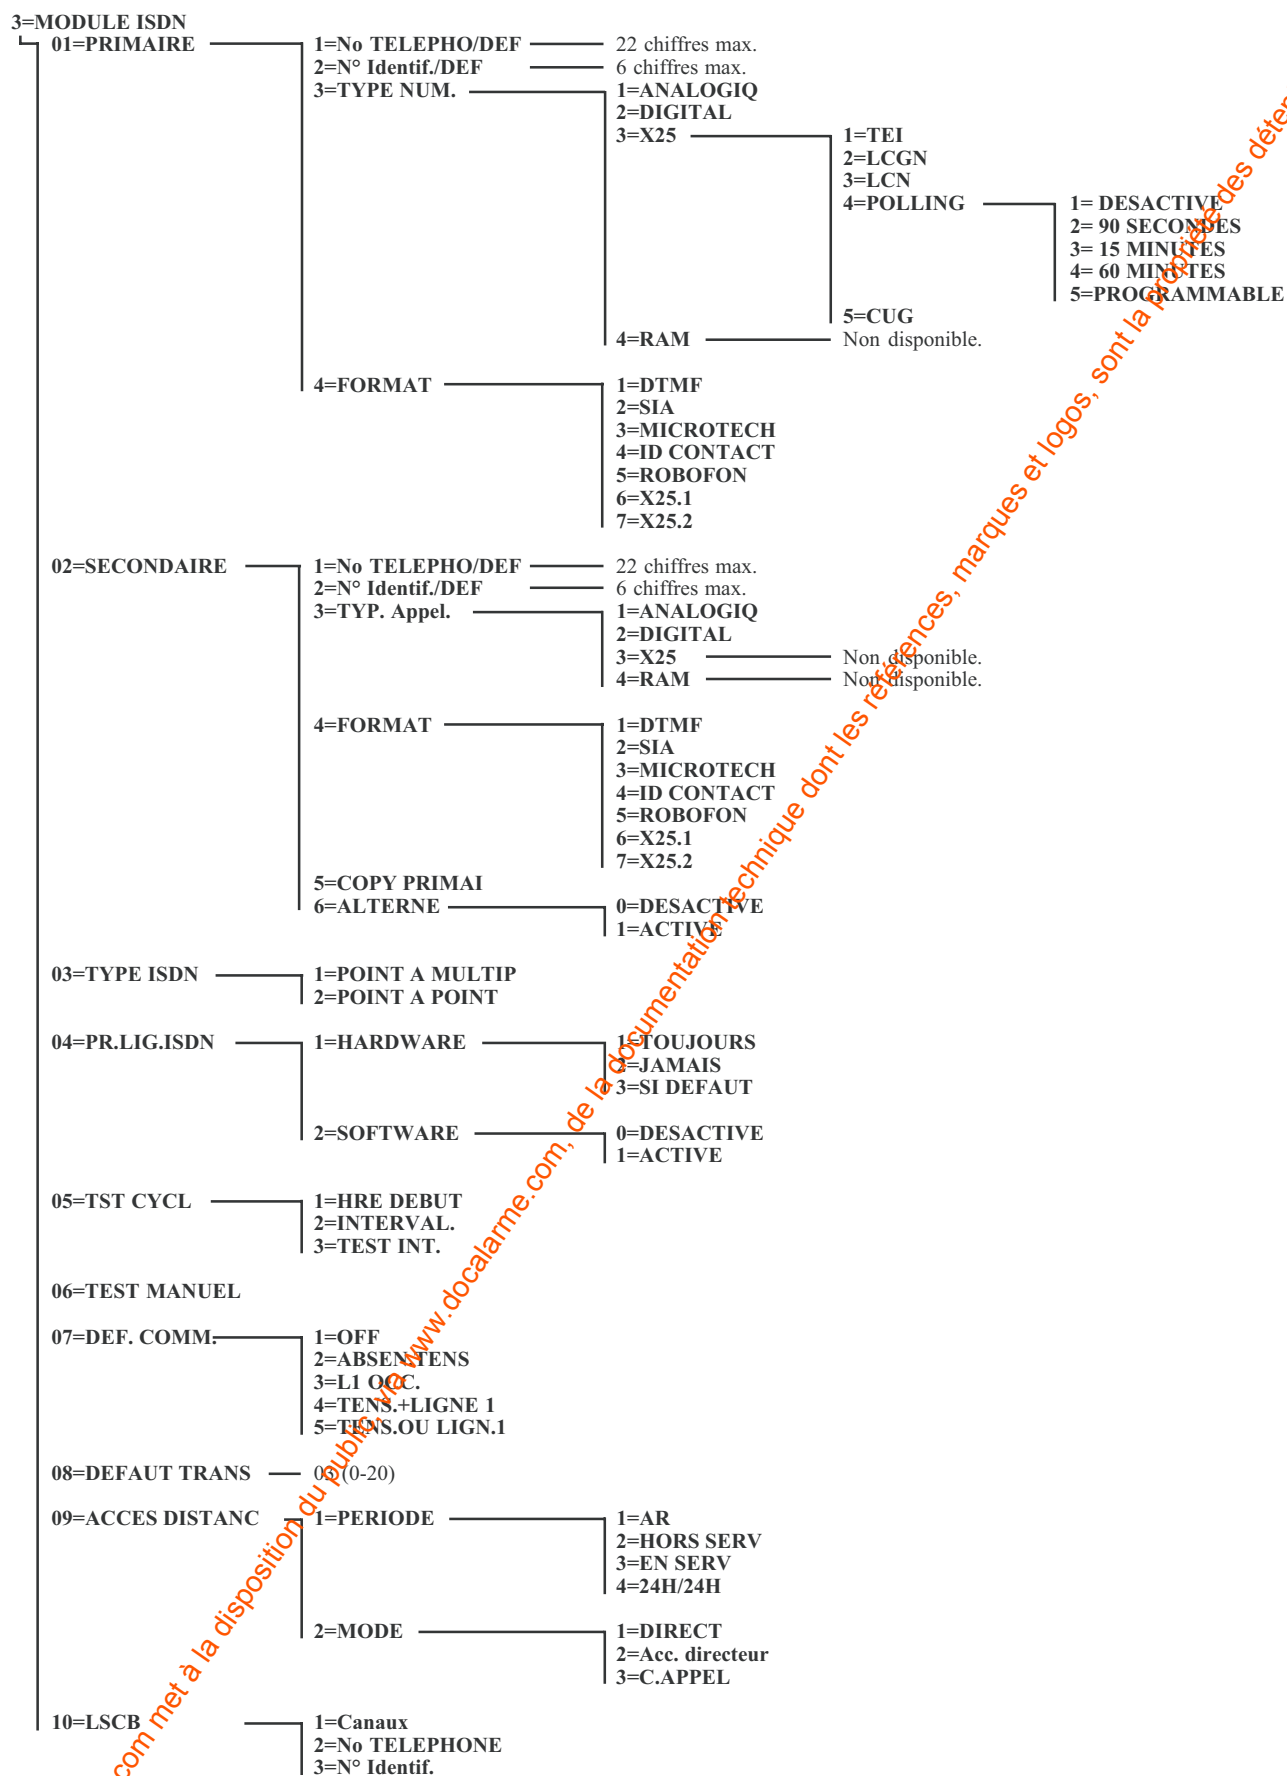 3=MODULE ISDN
01=PRIMAIRE
1=No TELEPHO/DEF
22 chiffres max.
2=N° Identif./DEF
6 chiffres max.
3=TYPE NUM.
1=ANALOGIQ
2=DIGITAL
3=X25
1=TEI
2=LCGN
3=LCN
4=POLLING
1= DESACTIVE
2= 90 SECONDES
3= 15 MINUTES
4= 60 MINUTES
5=PROGRAMMABLE
5=CUG
4=RAM
Non disponible.
4=FORMAT
1=DTMF
2=SIA
3=MICROTECH
4=ID CONTACT
5=ROBOFON
6=X25.1
7=X25.2
02=SECONDAIRE
1=No TELEPHO/DEF
22 chiffres max.
2=N° Identif./DEF
6 chiffres max.
3=TYP. Appel.
1=ANALOGIQ
2=DIGITAL
3=X25
Non disponible.
4=RAM
Non disponible.
4=FORMAT
1=DTMF
2=SIA
3=MICROTECH
4=ID CONTACT
5=ROBOFON
6=X25.1
7=X25.2
5=COPY PRIMAI
6=ALTERNE
0=DESACTIVE
1=ACTIVE
03=TYPE ISDN
1=POINT A MULTIP
2=POINT A POINT
04=PR.LIG.ISDN
1=HARDWARE
1=TOUJOURS
2=JAMAIS
3=SI DEFAUT
2=SOFTWARE
0=DESACTIVE
1=ACTIVE
05=TST CYCL
1=HRE DEBUT
2=INTERVAL.
3=TEST INT.
06=TEST MANUEL
07=DEF. COMM.
1=OFF
2=ABSEN.TENS
3=L1 OCC.
4=TENS.+LIGNE 1
5=TENS.OU LIGN.1
08=DEFAUT TRANS
03 (0-20)
09=ACCES DISTANC
1=PERIODE
1=AR
2=HORS SERV
3=EN SERV
4=24H/24H
2=MODE
1=DIRECT
2=Acc. directeur
3=C.APPEL
10=LSCB
1=Canaux
2=No TELEPHONE
3=N° Identif.
com met à la disposition du public, via www.docalarme.com, de la documentation technique dont les références, marques et logos, sont la propriété des